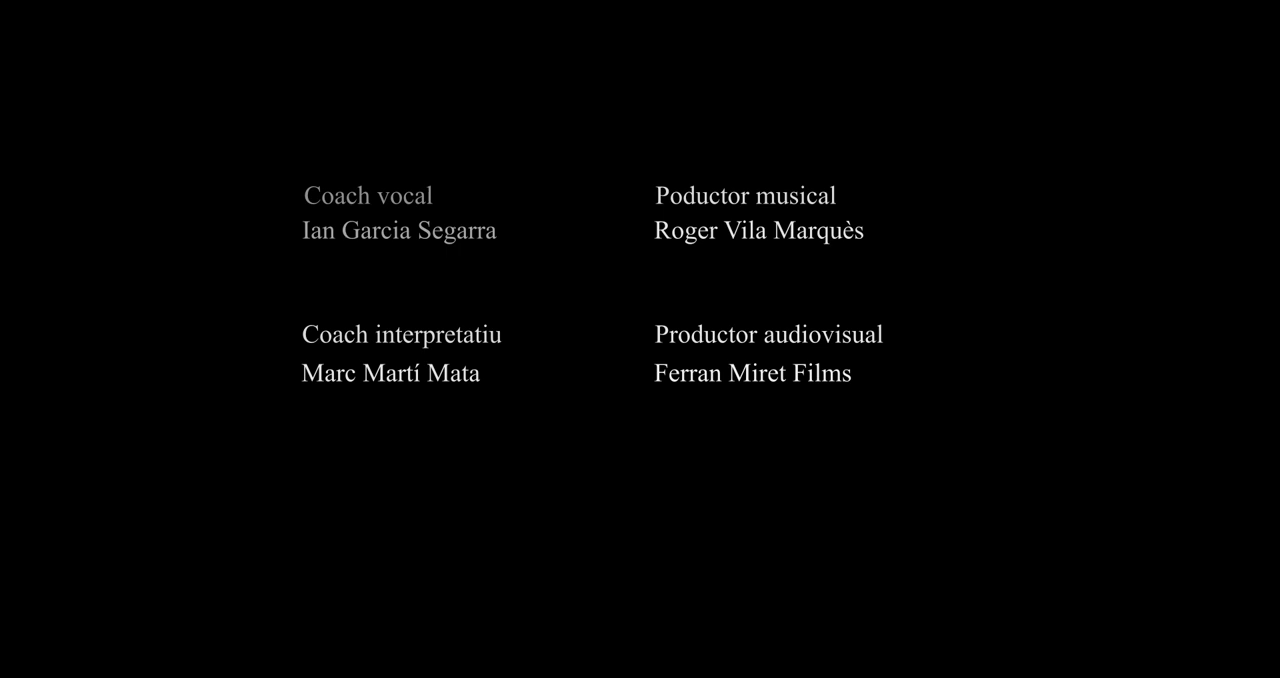 Coach vocal
Ian Garcia Segarra
Poductor musical
Roger Vila Marquès
Coach interpretatiu
Marc Martí Mata
Productor audiovisual
Ferran Miret Films